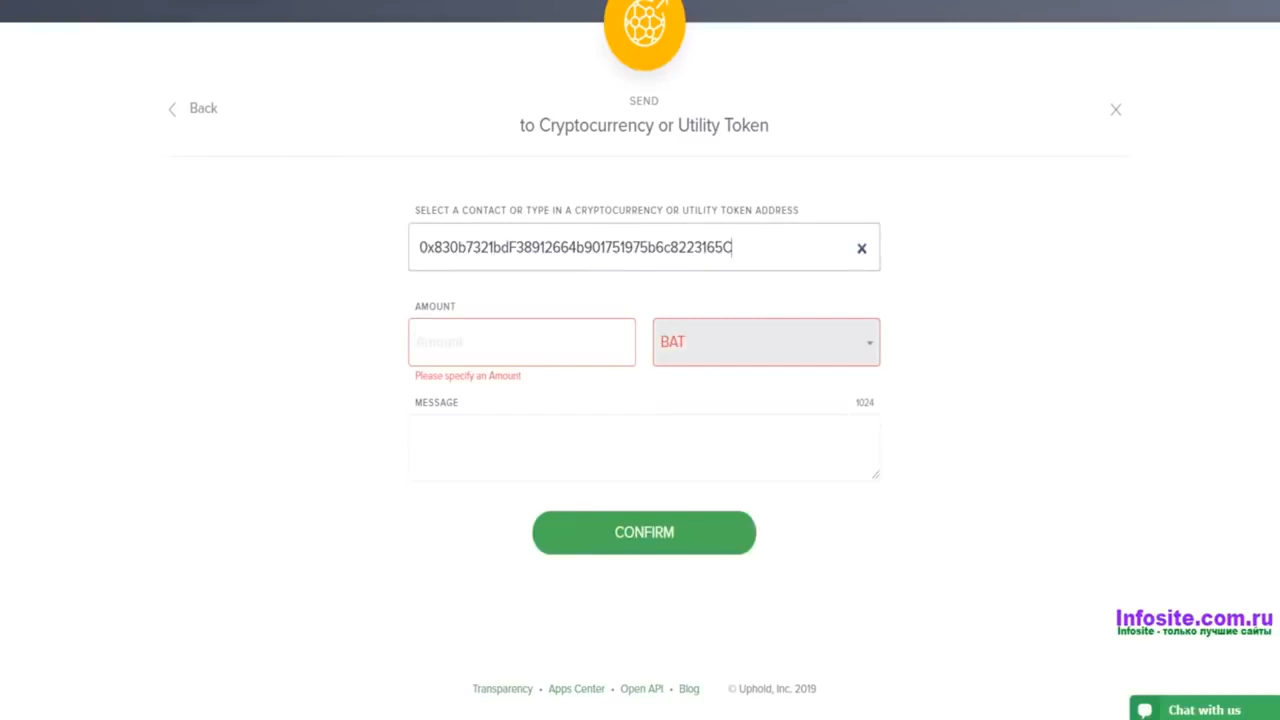 Back
SEND
to Cryptocurrency or Utility Token
SELECT A CONTACT OR TYPE IN A CRYPTOCURRENCY OR UTILITY TOKEN ADDRESS
0x830b7321bdF38912664b901751975b6c8223165C
AMOUNT
Amount
BAT
Please specify an Amount
MESSAGE
1024
CONFIRM
Infosite.com.ru
Infosite - только лучшие сайты
Transparency • Apps Center • Open API • Blog © Uphold, Inc. 2019
Chat with us